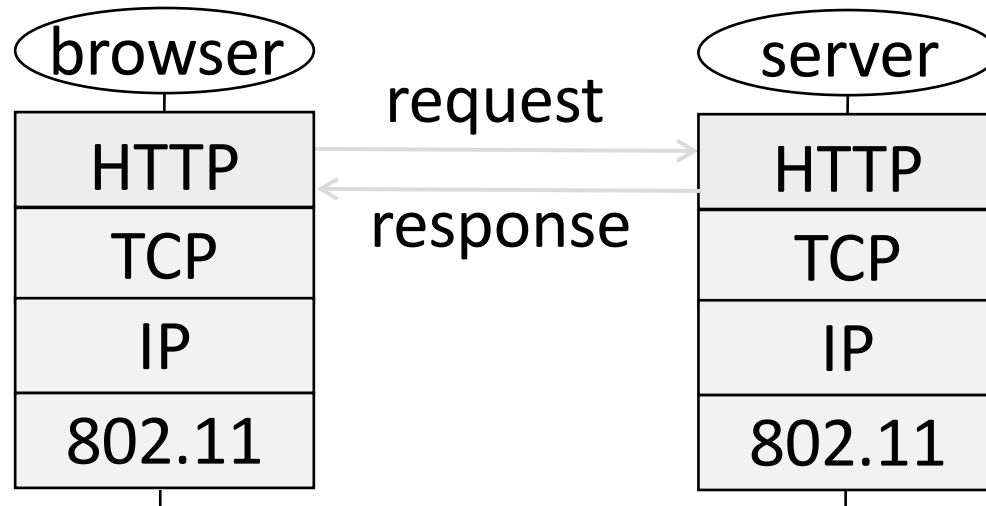 browser
server
request
HTTP
HTTP
response
TCP
TCP
IP
IP
802.11
802.11